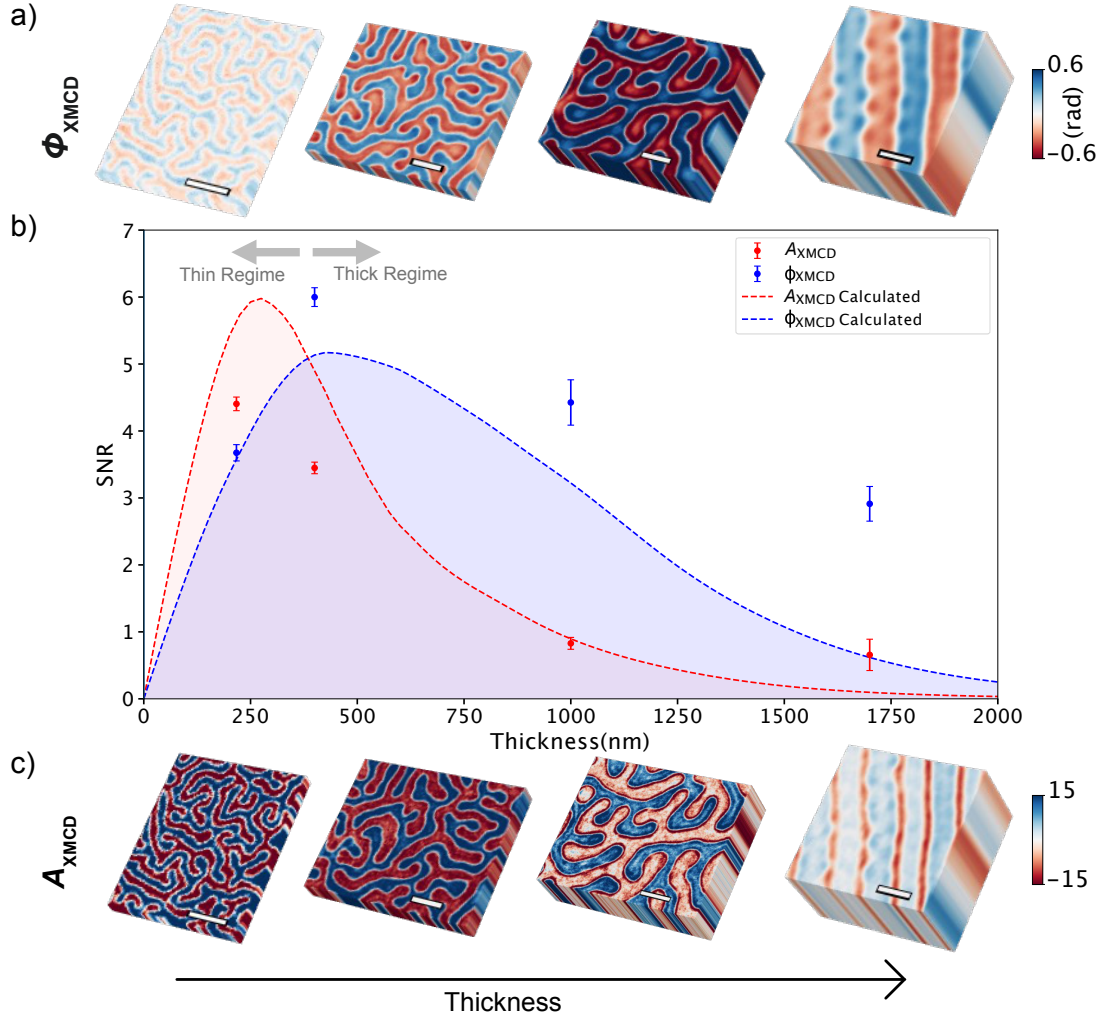 a)
ΦXMCD
0.6
(rad)
−0.6
b)
7
6
5
4
3
2
1
0
SNR
Thin Regime
Thick Regime
AXMCD
ϕXMCD
AXMCD Calculated
ϕXMCD Calculated
0 250 500 750 1000 1250 1500 1750 2000
Thickness(nm)
c)
AXMCD
15
−15
Thickness